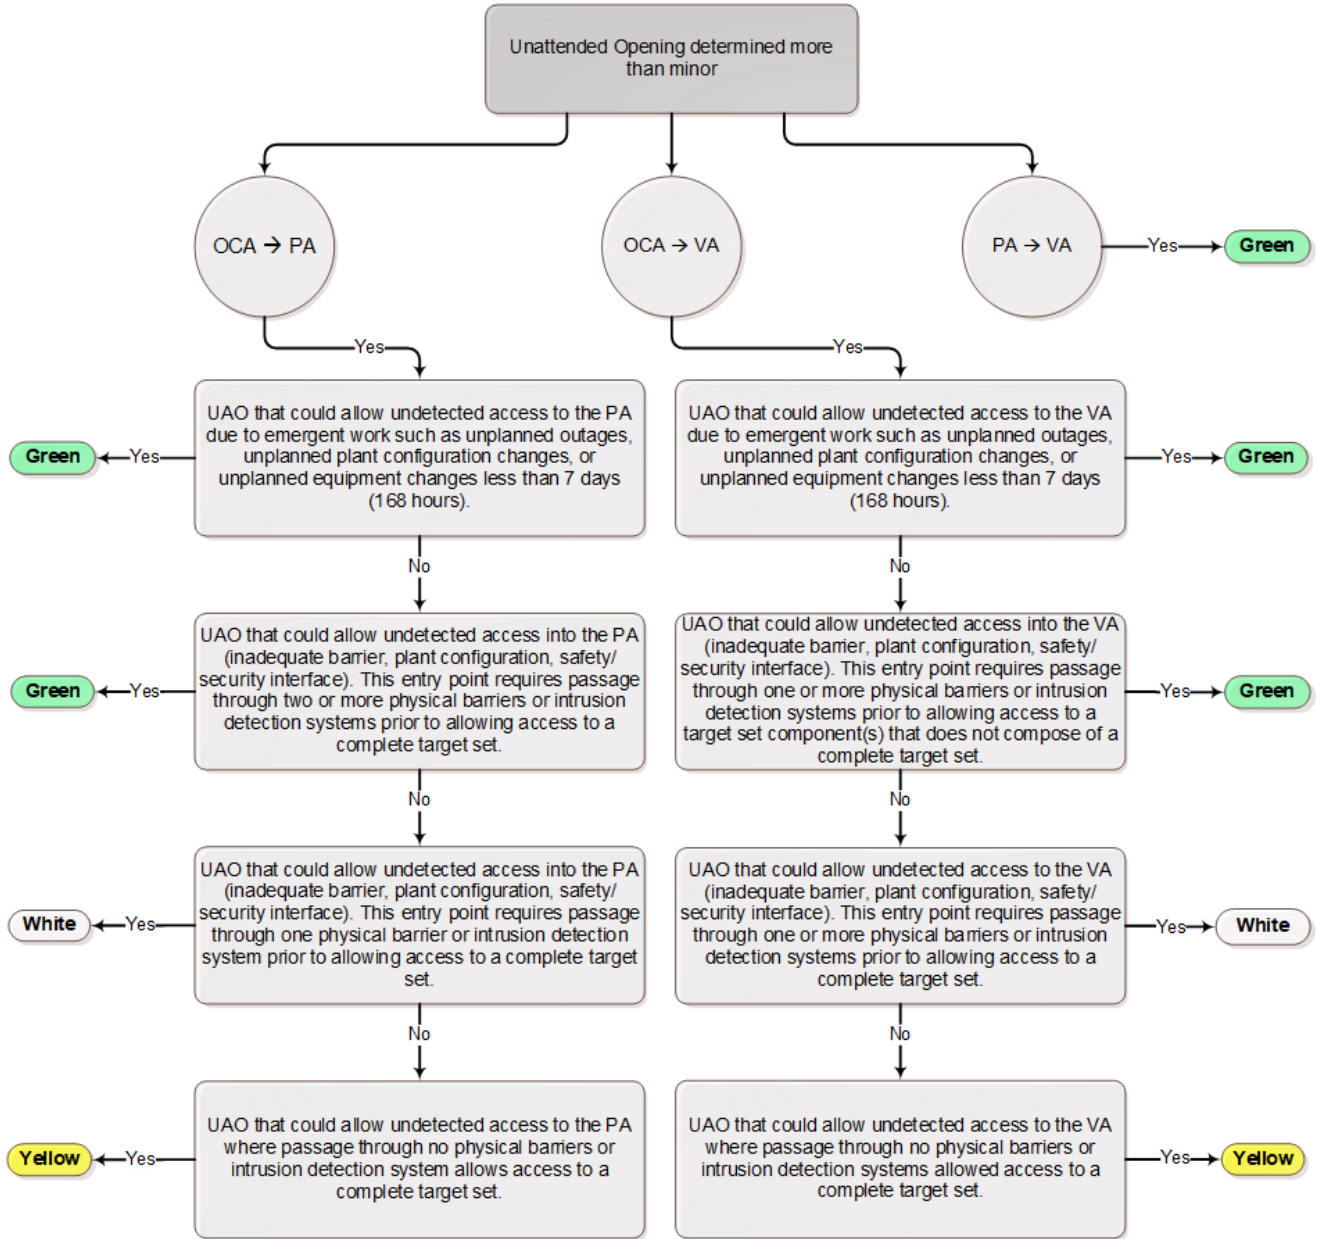 Unattended Opening determined more
than minor
OCA → PA
OCA → VA
PA → VA
Yes
Green
Yes
Yes
UAO that could allow undetected access to the PA
due to emergent work such as unplanned outages,
unplanned plant configuration changes, or
unplanned equipment changes less than 7 days
(168 hours).
Yes
Green
UAO that could allow undetected access to the VA
due to emergent work such as unplanned outages,
unplanned plant configuration changes, or
unplanned equipment changes less than 7 days
(168 hours).
Yes
Green
No
No
UAO that could allow undetected access into the PA
(inadequate barrier, plant configuration, safety/
security interface). This entry point requires passage
through two or more physical barriers or intrusion
detection systems prior to allowing access to a
complete target set.
Yes
Green
UAO that could allow undetected access into the VA
(inadequate barrier, plant configuration, safety/
security interface). This entry point requires passage
through one or more physical barriers or intrusion
detection systems prior to allowing access to a
target set component(s) that does not compose of a
complete target set.
Yes
Green
No
No
UAO that could allow undetected access into the PA
(inadequate barrier, plant configuration, safety/
security interface). This entry point requires passage
through one physical barrier or intrusion detection
system prior to allowing access to a complete target
set.
Yes
White
UAO that could allow undetected access to the VA
(inadequate barrier, plant configuration, safety/
security interface). This entry point requires passage
through one or more physical barriers or intrusion
detection systems prior to allowing access to a
complete target set.
Yes
White
No
No
UAO that could allow undetected access to the PA
where passage through no physical barriers or
intrusion detection system allows access to a
complete target set.
Yes
Yellow
UAO that could allow undetected access to the VA
where passage through no physical barriers or
intrusion detection systems allowed access to a
complete target set.
Yes
Yellow